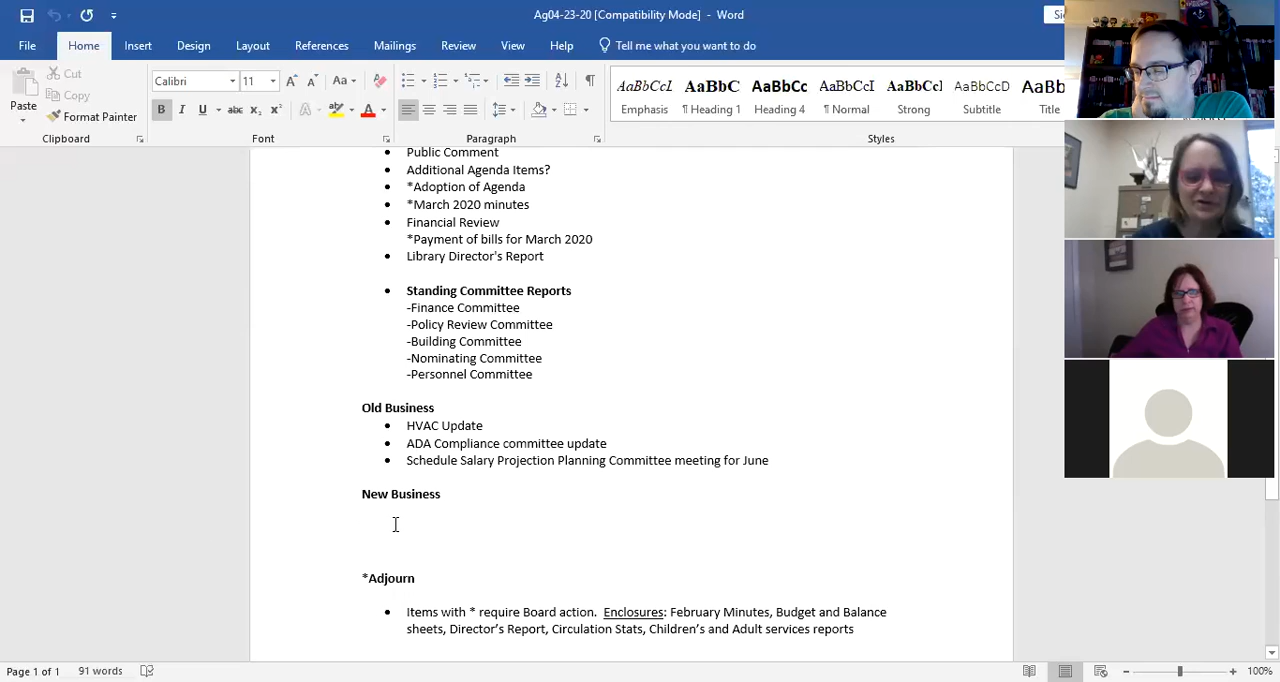 Ag04-23-20 [Compatibility Mode] - Word
File Home Insert Design Layout References Mailings Review View Help Tell me what you want to do
Paste
Cut
Copy
Format Painter
Clipboard
Calibri 11
Font
Paragraph
AaBbCcL AaBbC AaBbCc AaBbCcI AaBbCcI AaBbCcD AaBb
Emphasis ¶ Heading 1 Heading 4 ¶ Normal Strong Subtitle Title
Styles
• Public Comment
• Additional Agenda Items?
• *Adoption of Agenda
• *March 2020 minutes
• Financial Review
*Payment of bills for March 2020
• Library Director's Report
• Standing Committee Reports
-Finance Committee
-Policy Review Committee
-Building Committee
-Nominating Committee
-Personnel Committee
Old Business
• HVAC Update
• ADA Compliance committee update
• Schedule Salary Projection Planning Committee meeting for June
New Business
*Adjourn
• Items with * require Board action. Enclosures: February Minutes, Budget and Balance
sheets, Director's Report, Circulation Stats, Children's and Adult services reports
Page 1 of 1 91 words 100%